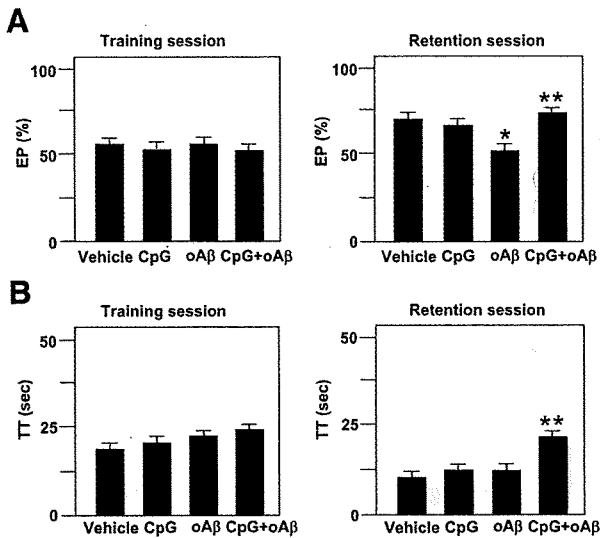 A
Training session
Retention session
100
50
0
EP (%)
Vehicle CpG oAβ CpG+oAβ
100
50
0
EP (%)
*
**
Vehicle CpG oAβ CpG+oAβ
B
Training session
Retention session
50
25
0
TT (sec)
Vehicle CpG oAβ CpG+oAβ
50
25
0
TT (sec)
**
Vehicle CpG oAβ CpG+oAβ